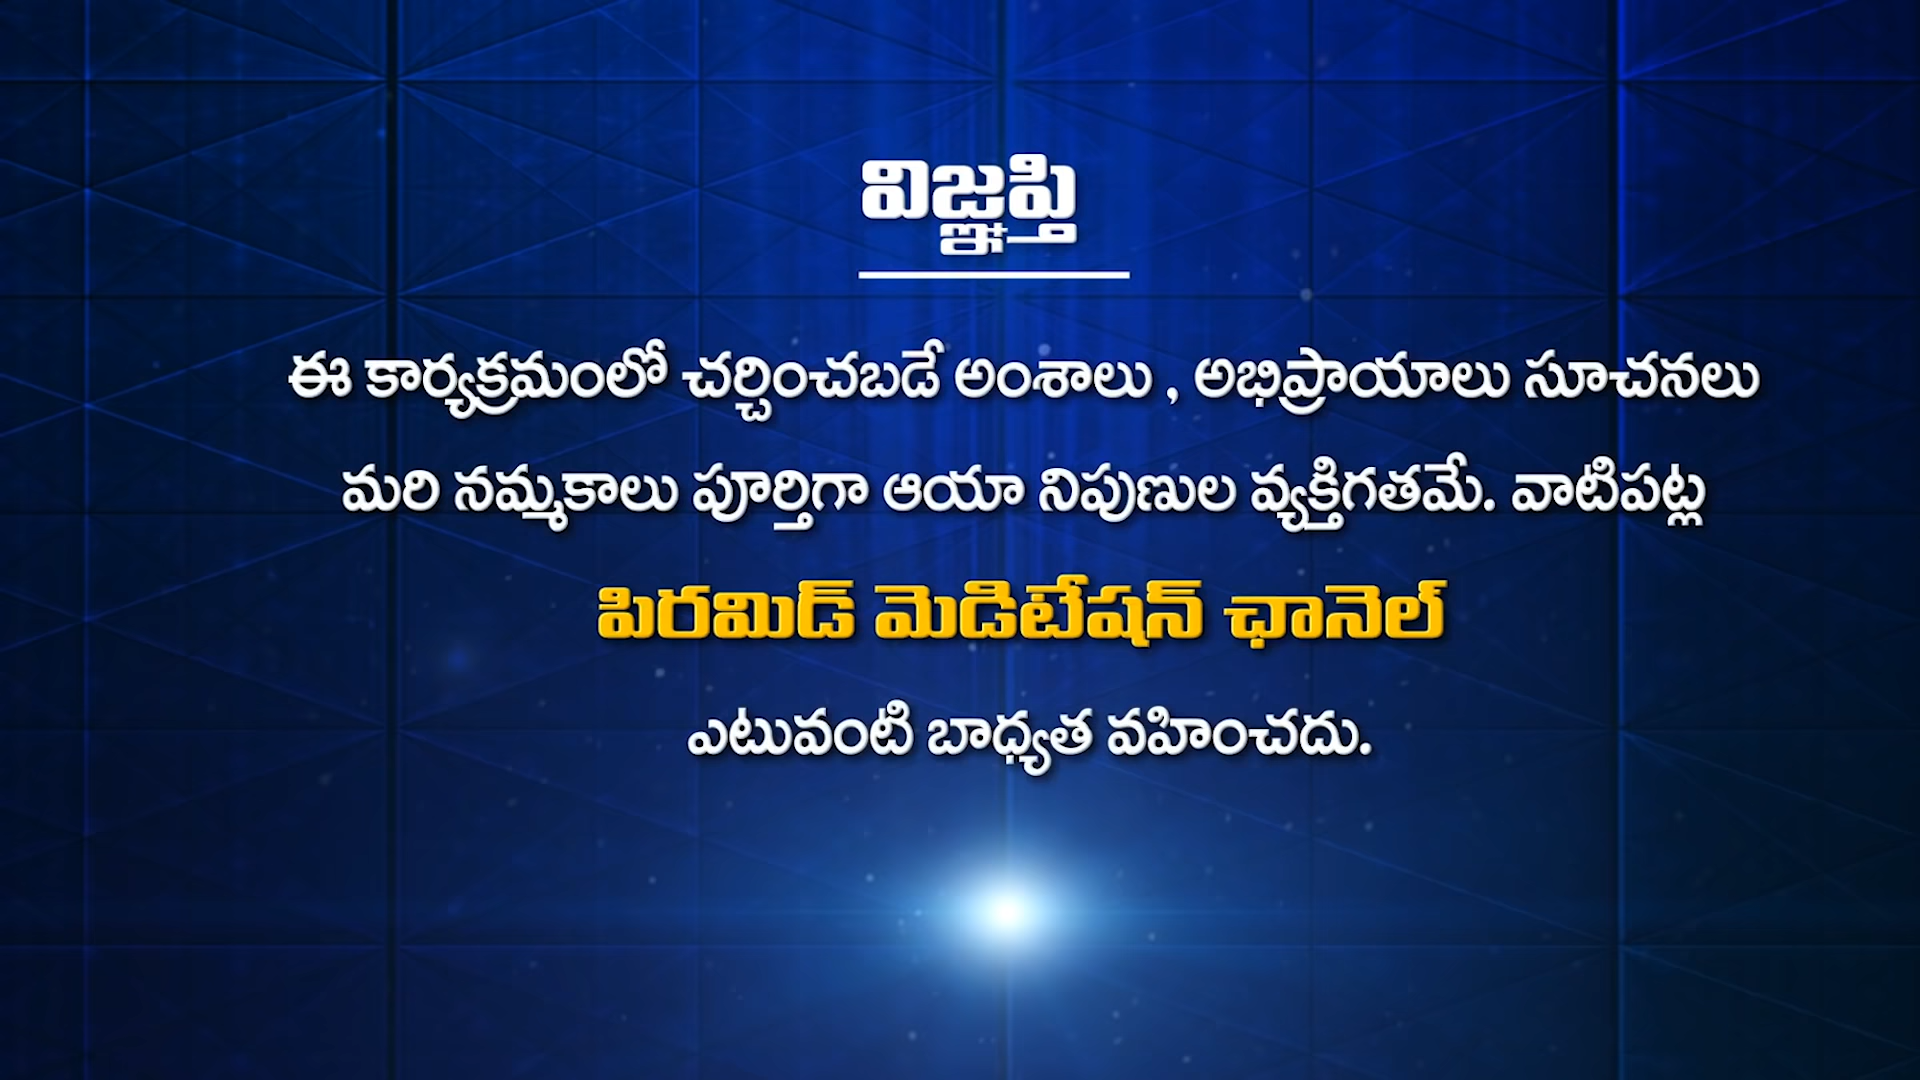 విజ్ఞప్తి
ఈ కార్యక్రమంలో చర్చించబడే అంశాలు , అభిప్రాయాలు సూచనలు
మరి నమ్మకాలు పూర్తిగా ఆయా నిపుణుల వ్యక్తిగతమే. వాటిపట్ల
పిరమిడ్ మెడిటేషన్ ఛానెల్
ఎటువంటి బాధ్యత వహించదు.